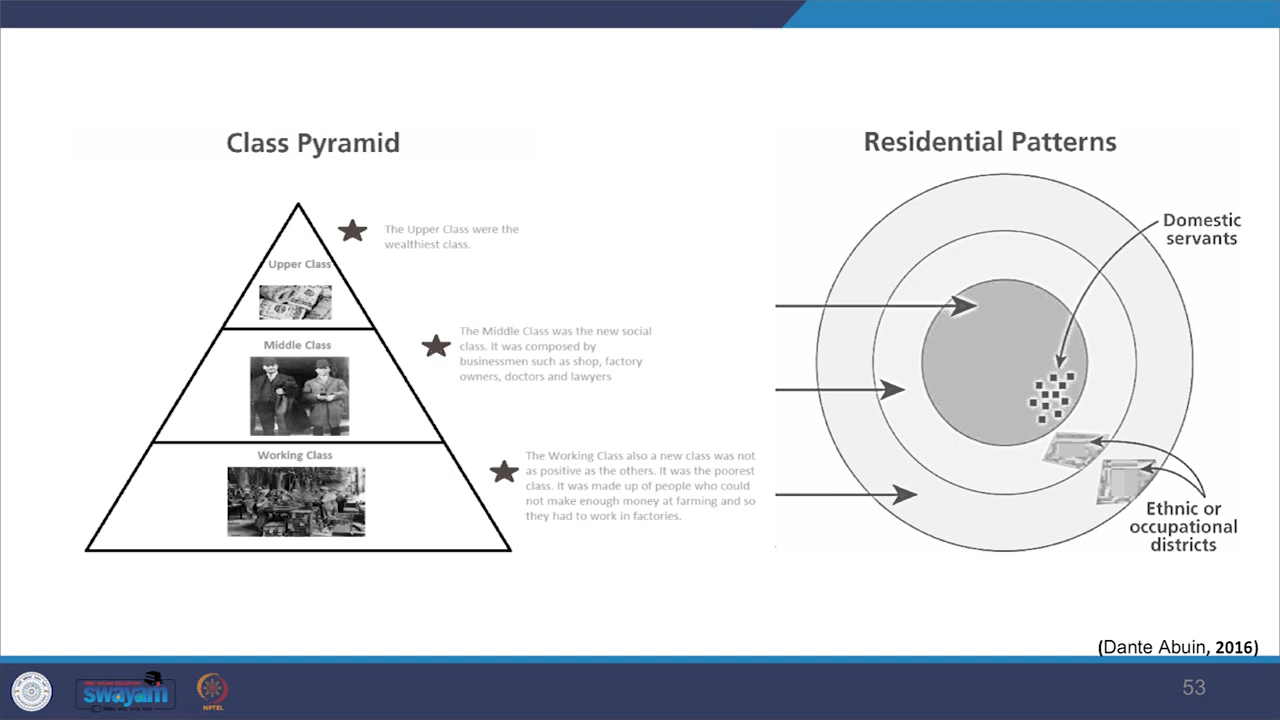 Class Pyramid
The Upper Class were the
wealthiest class.
Upper Class
The Middle Class was the new social
class. It was composed by
businessmen such as shop, factory
owners, doctors and lawyers
Middle Class
The Working Class also a new class was not
as positive as the others. It was the poorest
class. It was made up of people who could
not make enough money at farming and so
they had to work in factories.
Working Class
Residential Patterns
Domestic
servants
Ethnic or
occupational
districts
(Dante Abuin, 2016)
FREE ONLINE EDUCATION
swayam
NPTEL
53